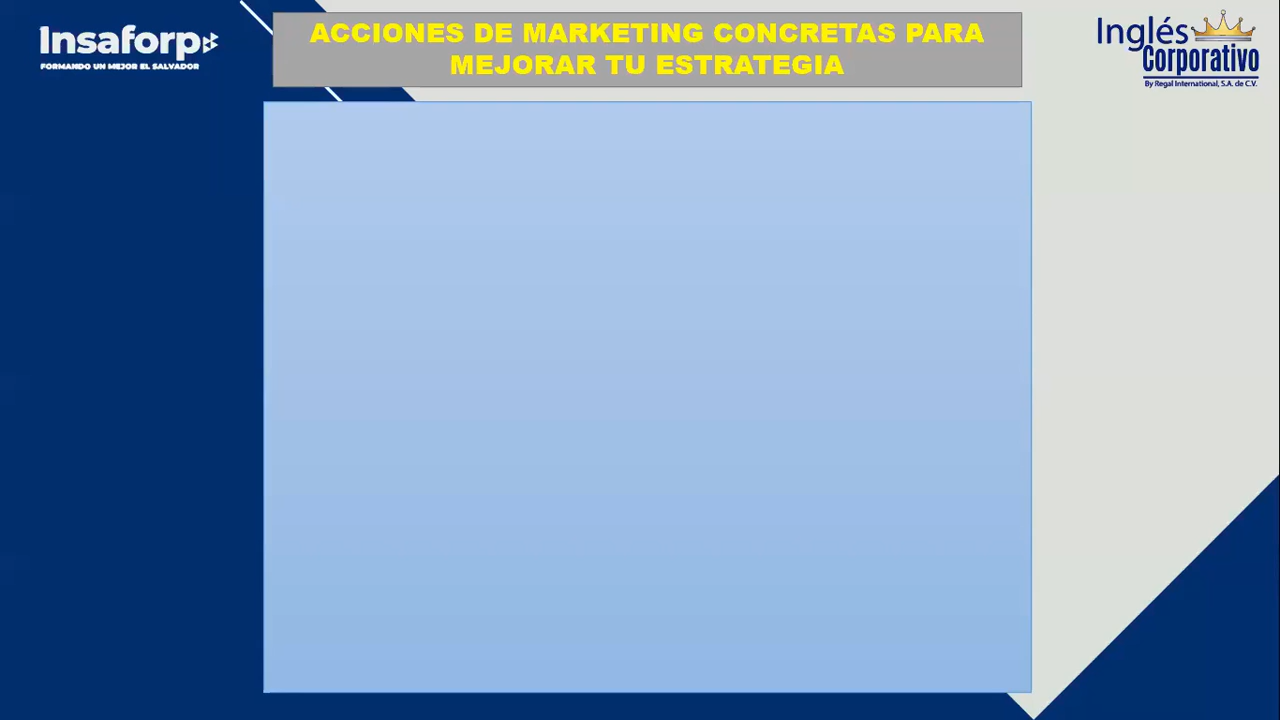 Insaforp
FORMANDO UN MEJOR EL SALVADOR
ACCIONES DE MARKETING CONCRETAS PARA
MEJORAR TU ESTRATEGIA
Inglés
Corporativo
By Regal International, S.A. de C.V.